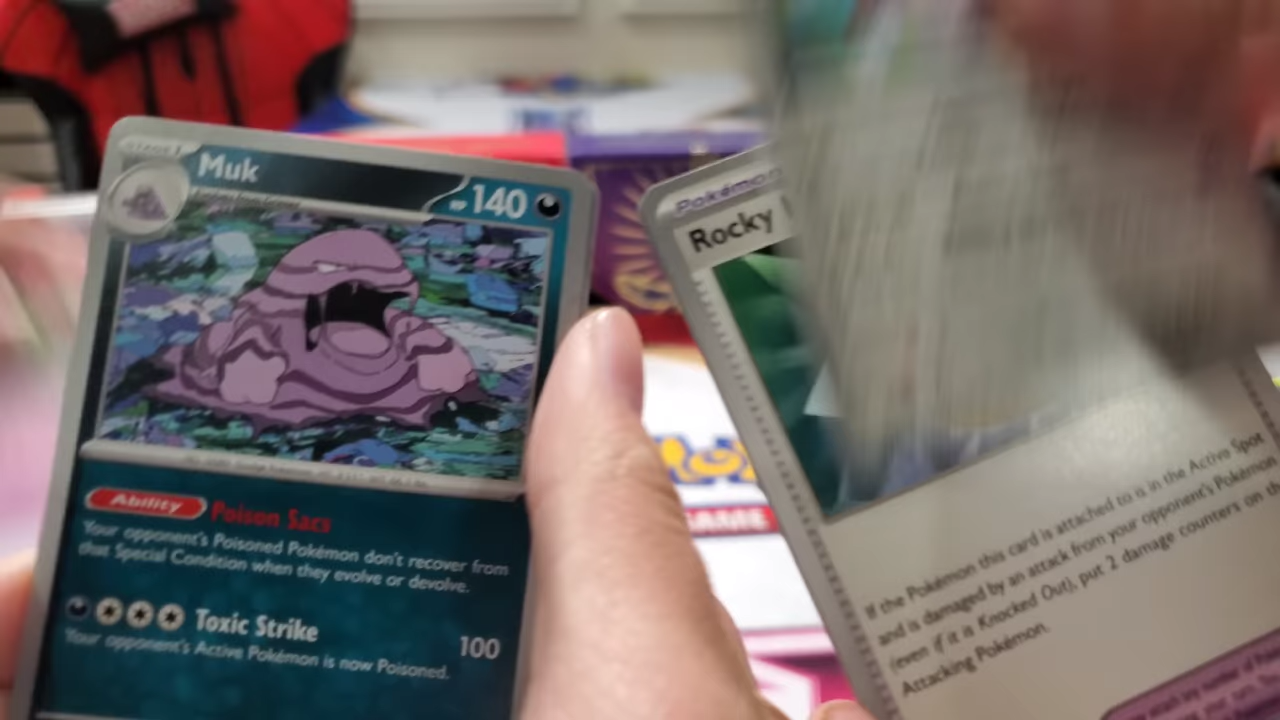 STAGE 1
Muk
HP 140
Ability Poison Sacs
Your opponent's Poisoned Pokémon don't recover from
that Special Condition when they evolve or devolve.
Toxic Strike 100
Your opponent's Active Pokémon is now Poisoned.
Pokémon
Rocky
If the Pokémon this card is attached to is in the Active Spot
and is damaged by an attack from your opponent's Pokémon
(even if it is Knocked Out), put 2 damage counters on the
Attacking Pokémon.
GAME